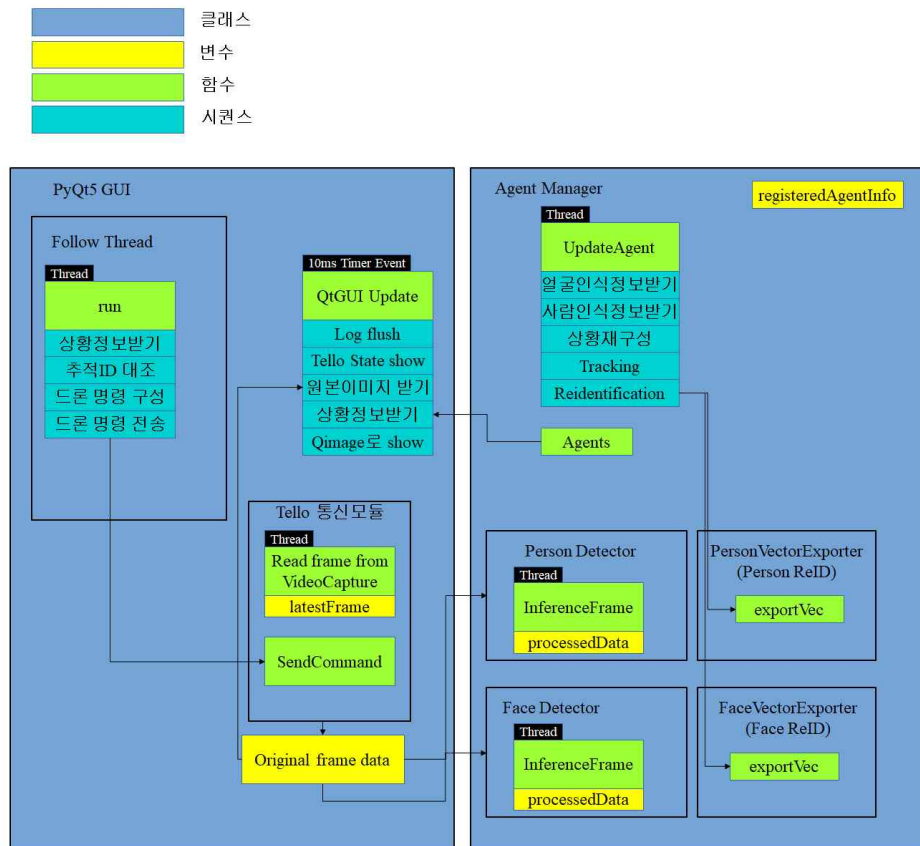 클래스
변수
함수
시퀀스
PyQt5 GUI
Follow Thread
Thread
run
상황정보받기
추적ID 대조
드론 명령 구성
드론 명령 전송
10ms Timer Event
QtGUI Update
Log flush
Tello State show
원본이미지 받기
상황정보받기
Qimage로 show
Tello 통신모듈
Thread
Read frame from
VideoCapture
latestFrame
SendCommand
Original frame data
Agent Manager
registeredAgentInfo
Thread
UpdateAgent
얼굴인식정보받기
사람인식정보받기
상황재구성
Tracking
Reidentification
Agents
Person Detector
Thread
InferenceFrame
processedData
PersonVectorExporter
(Person ReID)
exportVec
Face Detector
Thread
InferenceFrame
processedData
FaceVectorExporter
(Face ReID)
exportVec